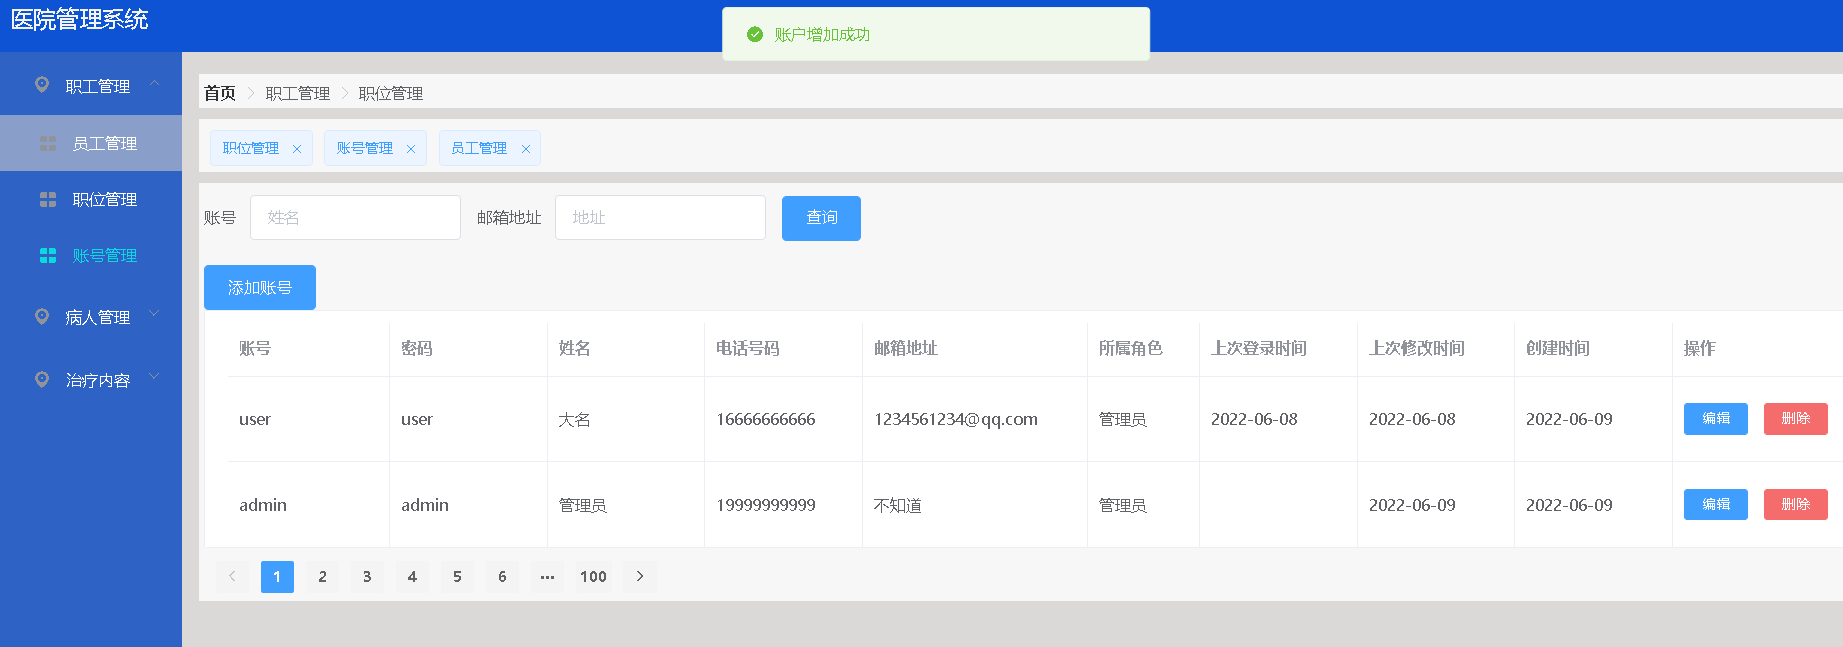 医院管理系统
账户增加成功
职工管理
员工管理
职位管理
账号管理
病人管理
治疗内容
首页 > 职工管理 > 职位管理
职位管理 × 账号管理 × 员工管理 ×
账号 姓名 邮箱地址 地址 查询
添加账号
账号 密码 姓名 电话号码 邮箱地址 所属角色 上次登录时间 上次修改时间 创建时间 操作
user user 大名 16666666666 1234561234@qq.com 管理员 2022-06-08 2022-06-08 2022-06-09 编辑 删除
admin admin 管理员 19999999999 不知道 管理员 2022-06-09 2022-06-09 编辑 删除
< 1 2 3 4 5 6 ··· 100 >